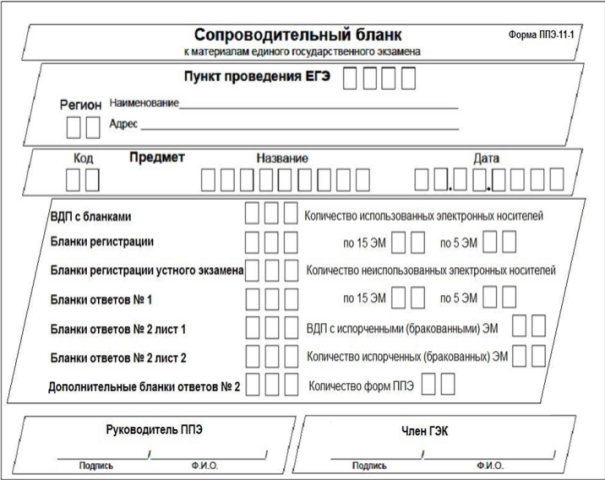 Сопроводительный бланк Форма ППЭ-11-1
к материалам единого государственного экзамена
Пункт проведения ЕГЭ
Регион Наименование
Адрес
Код Предмет Название Дата
ВДП с бланками Количество использованных электронных носителей
Бланки регистрации по 15 ЭМ по 5 ЭМ
Бланки регистрации устного экзамена Количество неиспользованных электронных носителей
Бланки ответов № 1 по 15 ЭМ по 5 ЭМ
Бланки ответов № 2 лист 1 ВДП с испорченными (бракованными) ЭМ
Бланки ответов № 2 лист 2 Количество испорченных (бракованных) ЭМ
Дополнительные бланки ответов № 2 Количество форм ППЭ
Руководитель ППЭ Член ГЭК
/ /
Подпись Ф.И.О. Подпись Ф.И.О.